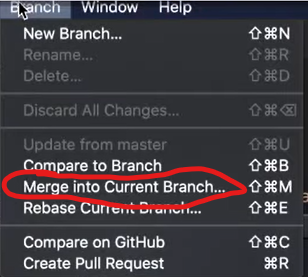 Branch Window Help
New Branch... ⇧⌘N
Rename... ⇧⌘R
Delete... ⇧⌘D
Discard All Changes... ⇧⌘⌫
Update from master ⇧⌘U
Compare to Branch ⇧⌘B
Merge into Current Branch... ⇧⌘M
Rebase Current Branch... ⇧⌘E
Compare on GitHub ⇧⌘C
Create Pull Request ⌘R